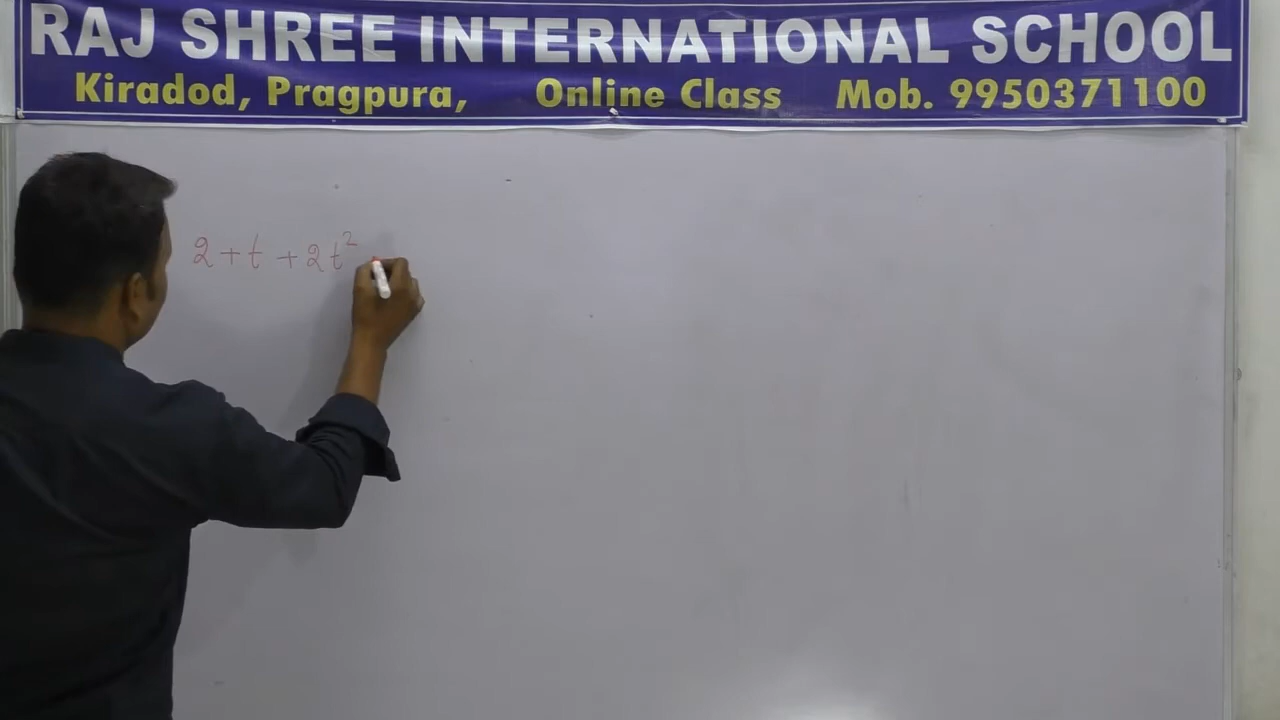 RAJ SHREE INTERNATIONAL SCHOOL
Kiradod, Pragpura, Online Class Mob. 9950371100
2 + t + 2t²